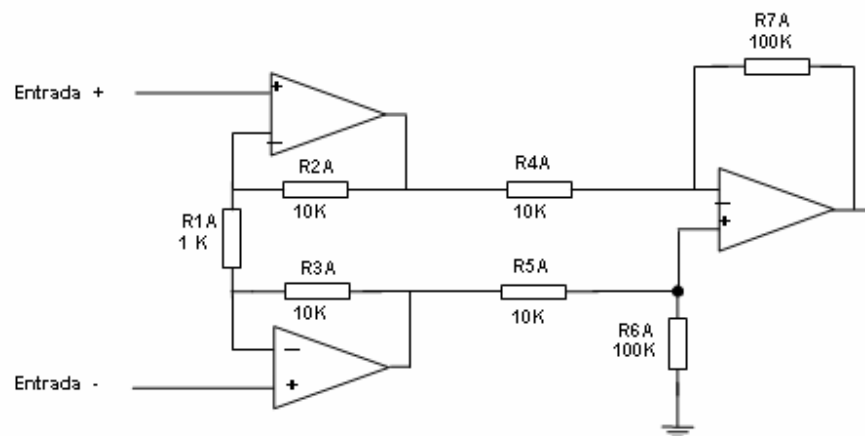 R7A
100K
Entrada +
+
−
R2A
10K
R4A
10K
−
+
R1A
1 K
R3A
10K
R5A
10K
R6A
100K
−
+
Entrada -